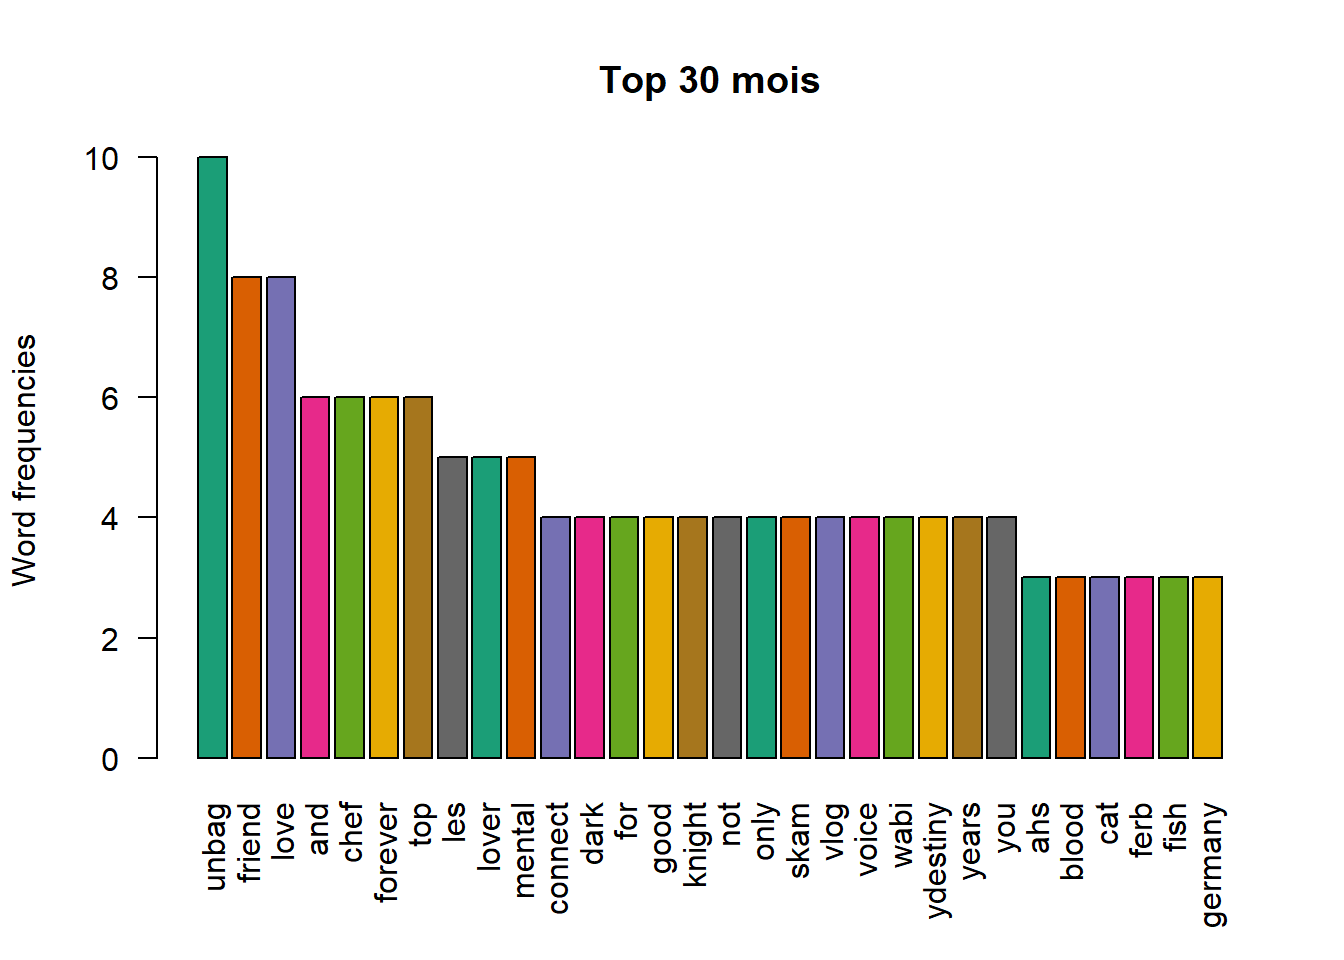 Top 30 mois
Word frequencies
10
8
6
4
2
0
unbag
friend
love
and
chef
forever
top
les
lover
mental
connect
dark
for
good
knight
not
only
skam
vlog
voice
wabi
ydestiny
years
you
ahs
blood
cat
ferb
fish
germany